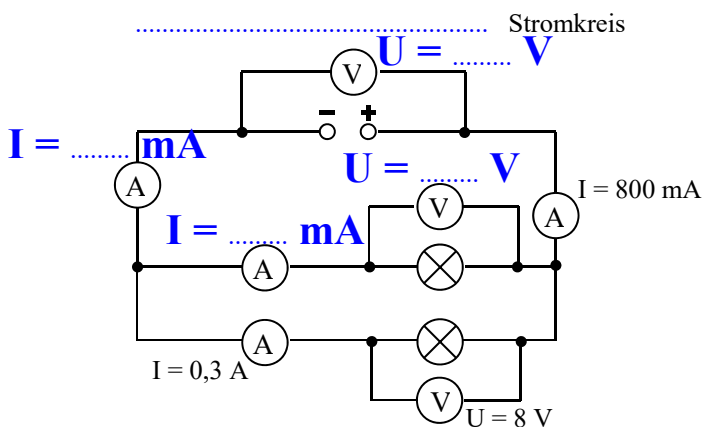 ........................................................ Stromkreis
U = ......... V
V
- +
I = ......... mA
U = ......... V
A
V
I = 800 mA
A
I = ......... mA
A
A
I = 0,3 A
V
U = 8 V